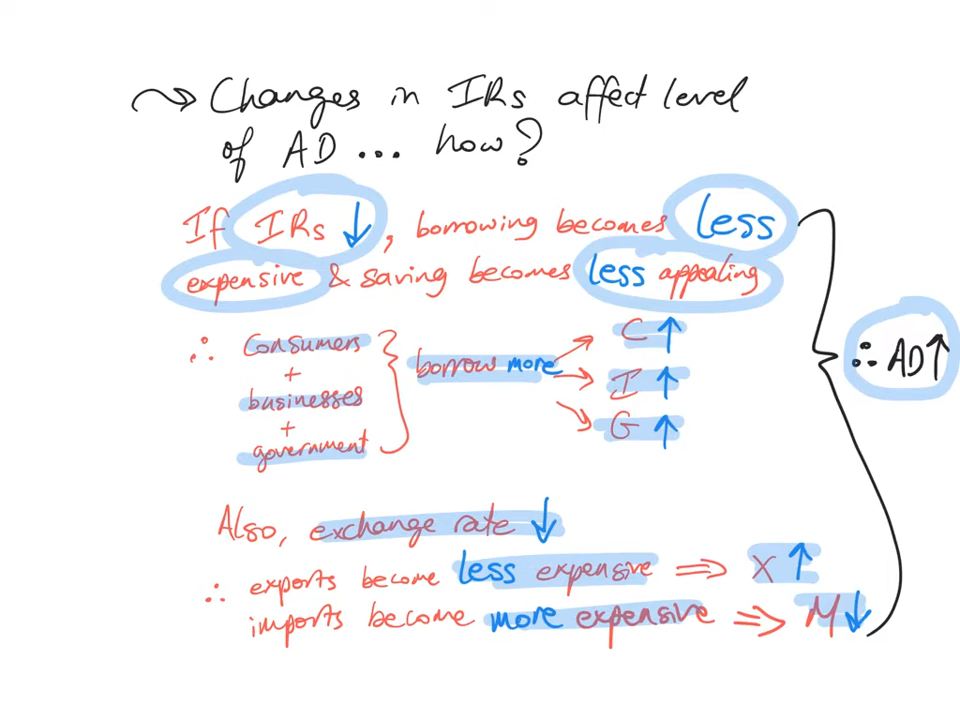 ~> Changes in IRs affect level
of AD ... how?
If IRs ↓, borrowing becomes less
expensive & saving becomes less appealing
∴ consumers
+
businesses
+
government
borrow more
C ↑
I ↑
G ↑
∴ AD ↑
Also, exchange rate ↓
∴ exports become less expensive ⇒ X ↑
imports become more expensive ⇒ M ↓